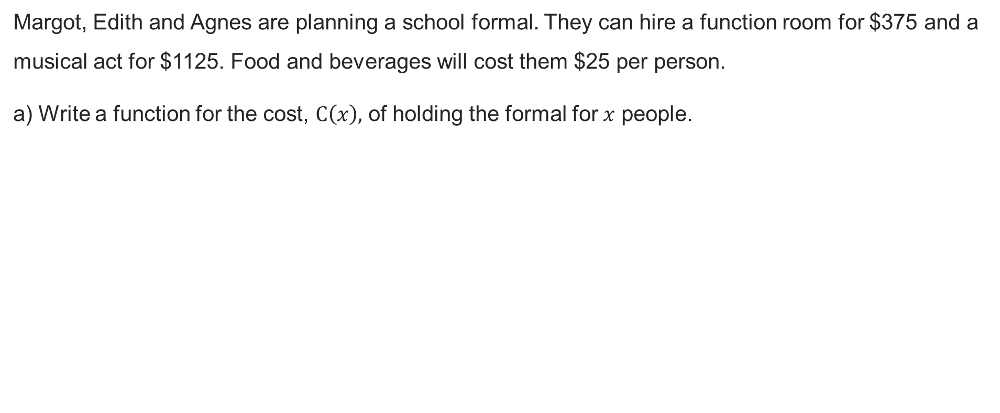 Margot, Edith and Agnes are planning a school formal. They can hire a function room for $375 and a
musical act for $1125. Food and beverages will cost them $25 per person.
a) Write a function for the cost, C(x), of holding the formal for x people.